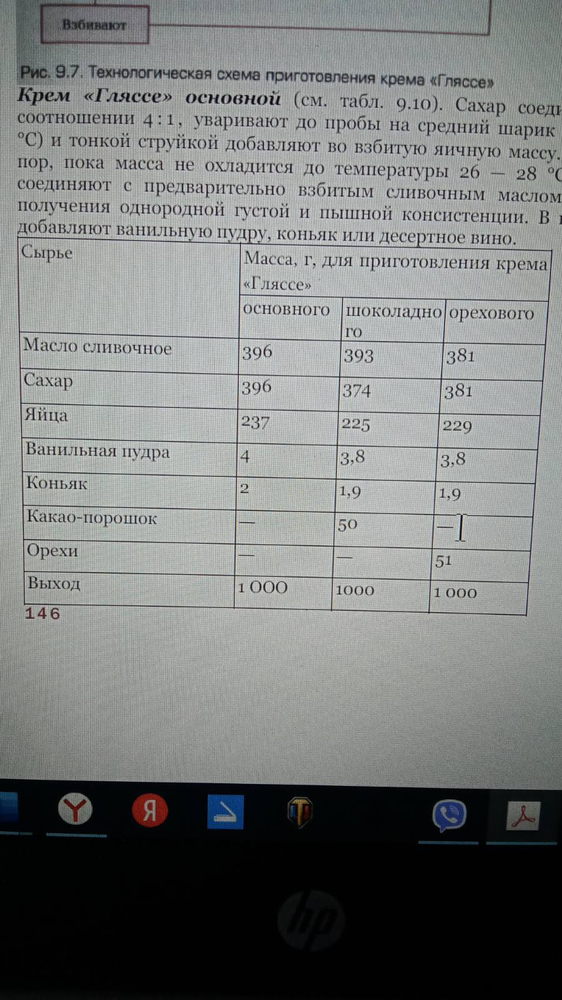 Взбивают
Рис. 9.7. Технологическая схема приготовления крема «Гляссе»
Крем «Гляссе» основной (см. табл. 9.10). Сахар соеди
соотношении 4 : 1, уваривают до пробы на средний шарик
°С) и тонкой струйкой добавляют во взбитую яичную массу.
пор, пока масса не охладится до температуры 26 — 28 °С
соединяют с предварительно взбитым сливочным маслом
получения однородной густой и пышной консистенции. В
добавляют ванильную пудру, коньяк или десертное вино.
Сырье Масса, г, для приготовления крема
«Гляссе»
основного шоколадно орехового
го
Масло сливочное 396 393 381
Сахар 396 374 381
Яйца 237 225 229
Ванильная пудра 4 3,8 3,8
Коньяк 2 1,9 1,9
Какао-порошок — 50 —
Орехи — — 51
Выход 1 000 1000 1 000
146
Я
hp